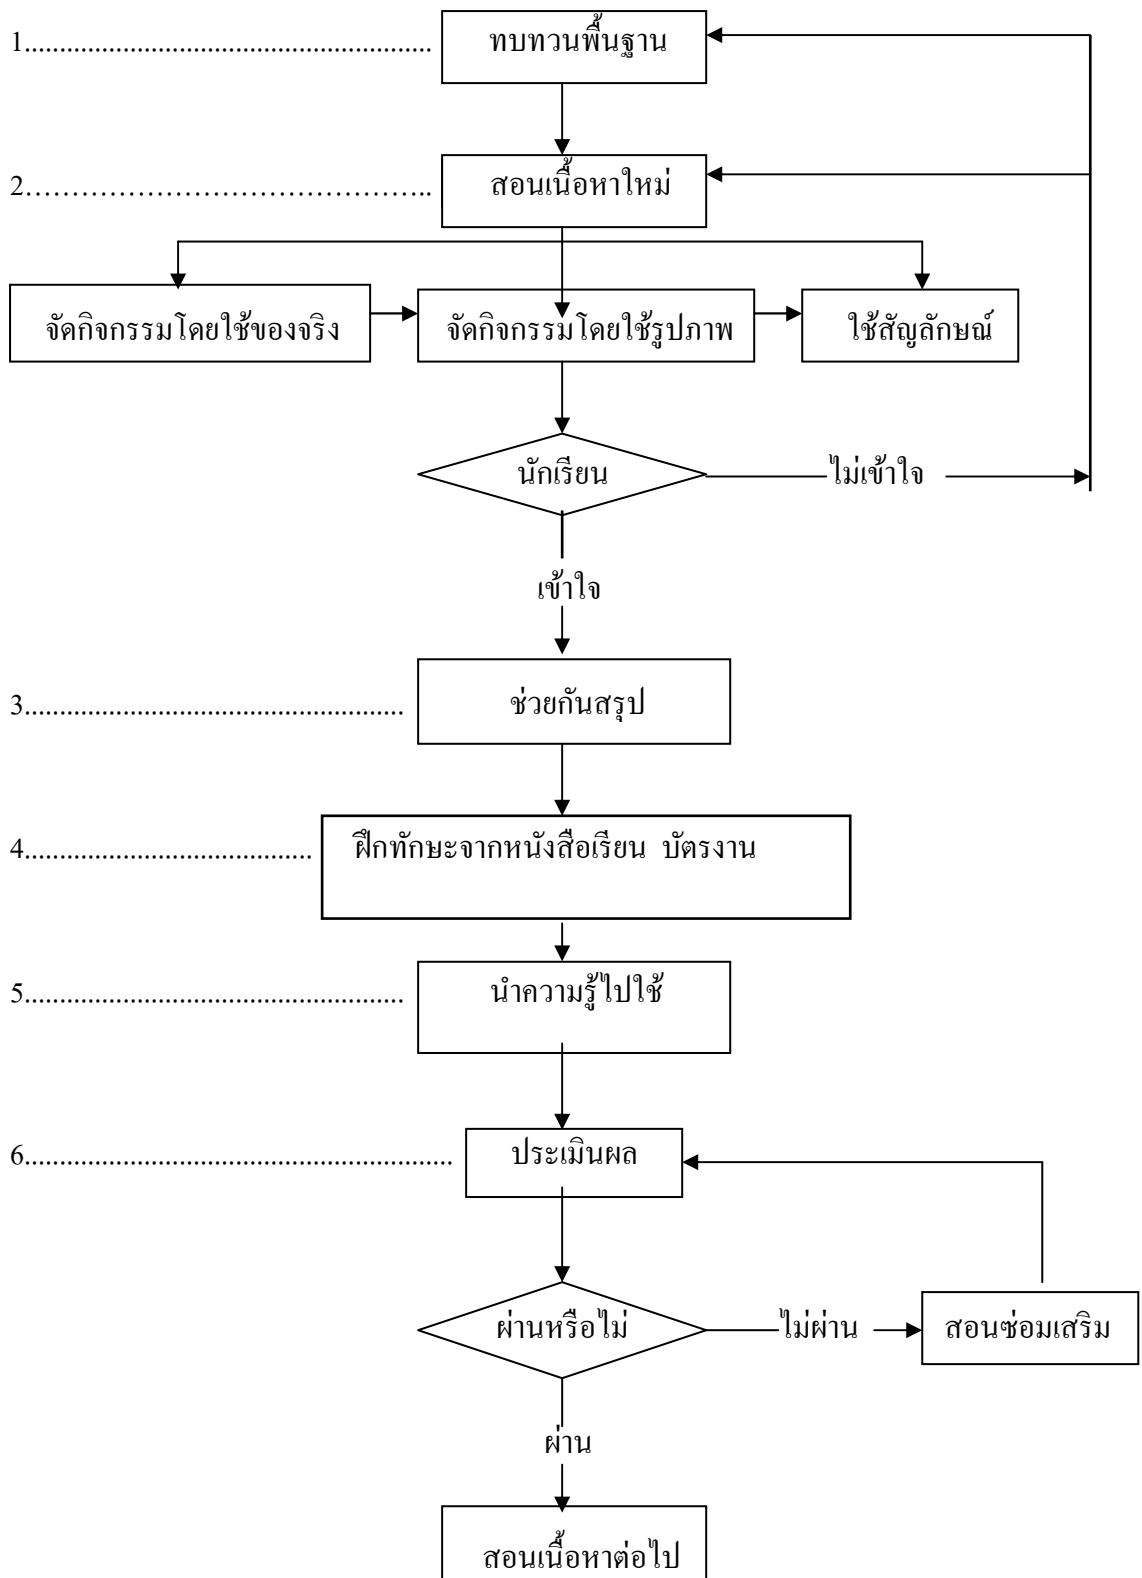 1.......................................................... ทบทวนพื้นฐาน
2……………………………………….. สอนเนื้อหาใหม่
จัดกิจกรรมโดยใช้ของจริง จัดกิจกรรมโดยใช้รูปภาพ ใช้สัญลักษณ์
นักเรียน ไม่เข้าใจ
เข้าใจ
3...................................................... ช่วยกันสรุป
4......................................... ฝึกทักษะจากหนังสือเรียน บัตรงาน
5...................................................... นำความรู้ไปใช้
6............................................................. ประเมินผล
ผ่านหรือไม่ ไม่ผ่าน สอนซ่อมเสริม
ผ่าน
สอนเนื้อหาต่อไป